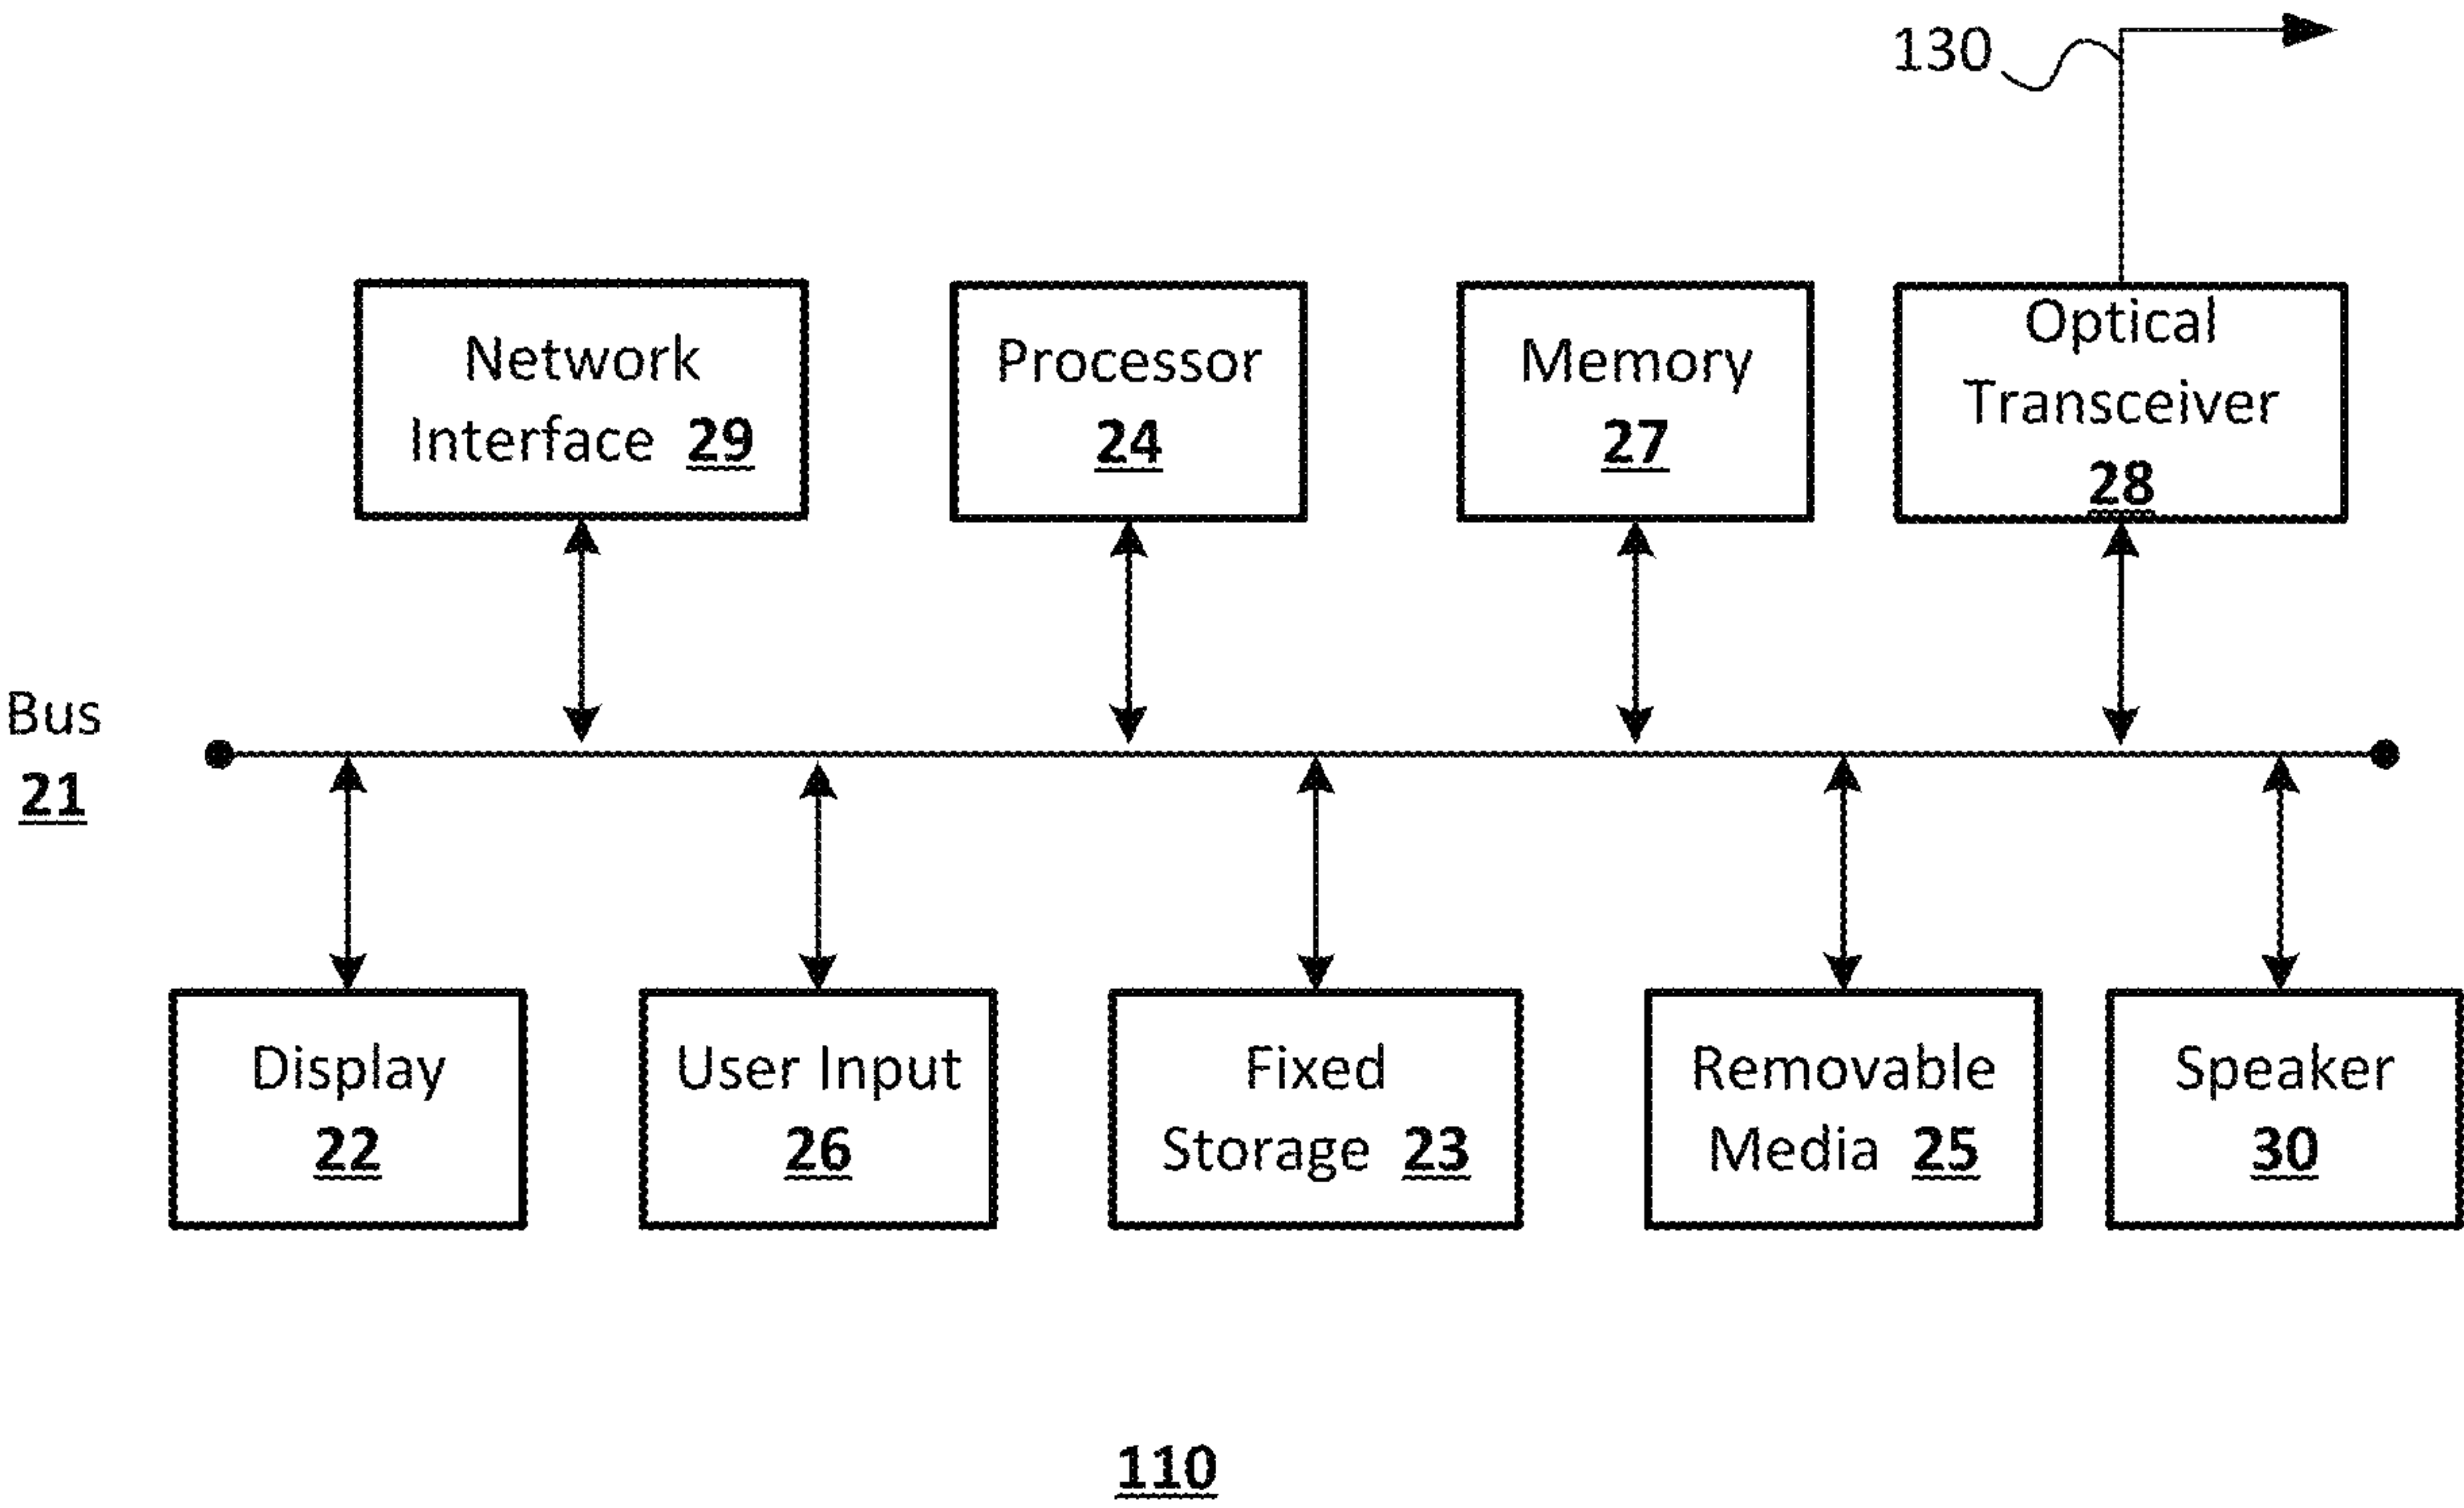 130
Network
Interface 29
Processor
24
Memory
27
Optical
Transceiver
28
Bus
21
Display
22
User Input
26
Fixed
Storage 23
Removable
Media 25
Speaker
30
110